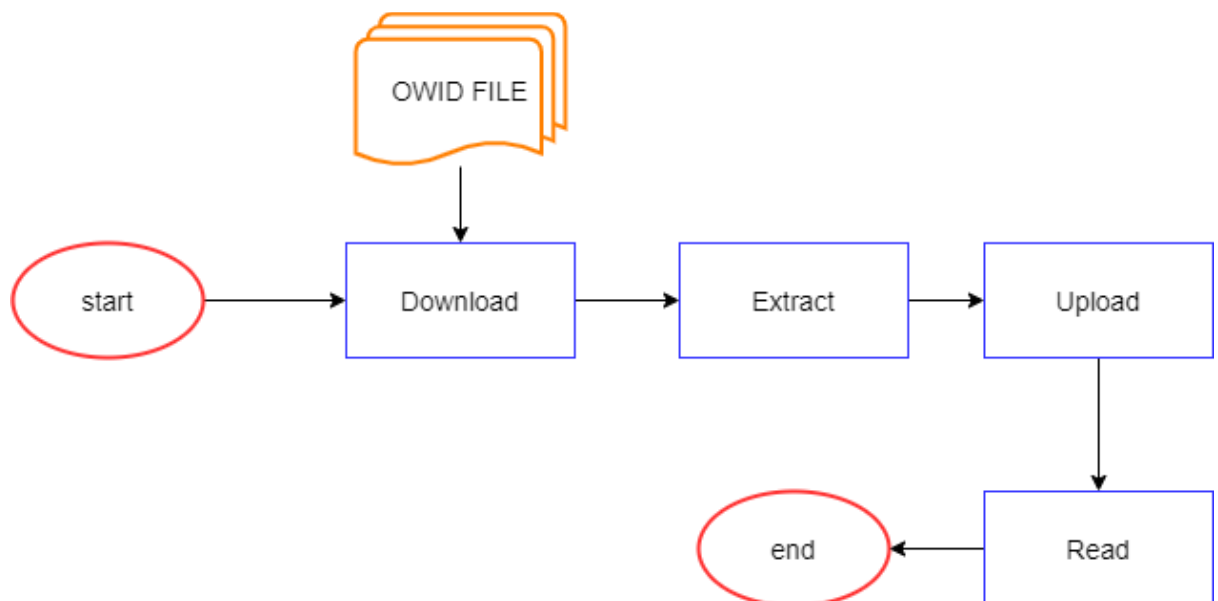 OWID FILE
start
Download
Extract
Upload
Read
end